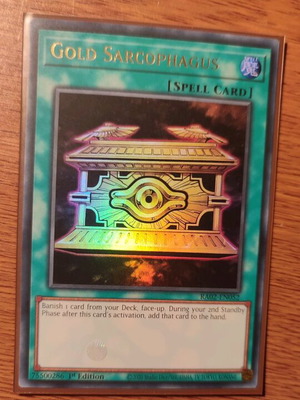 Gold Sarcophagus
[Spell Card]
Banish 1 card from your Deck, face-up. During your 2nd Standby
Phase after this card's activation, add that card to the hand.
1st Edition